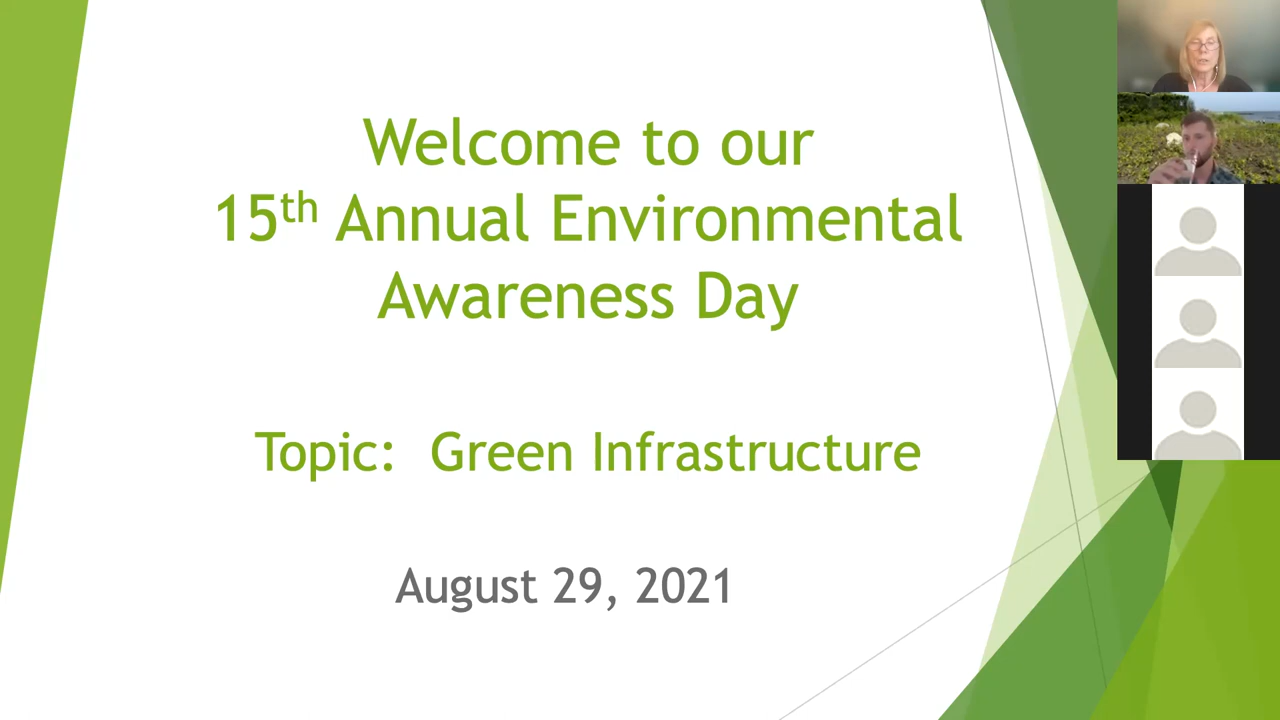 Welcome to our
15th Annual Environmental
Awareness Day
Topic: Green Infrastructure
August 29, 2021